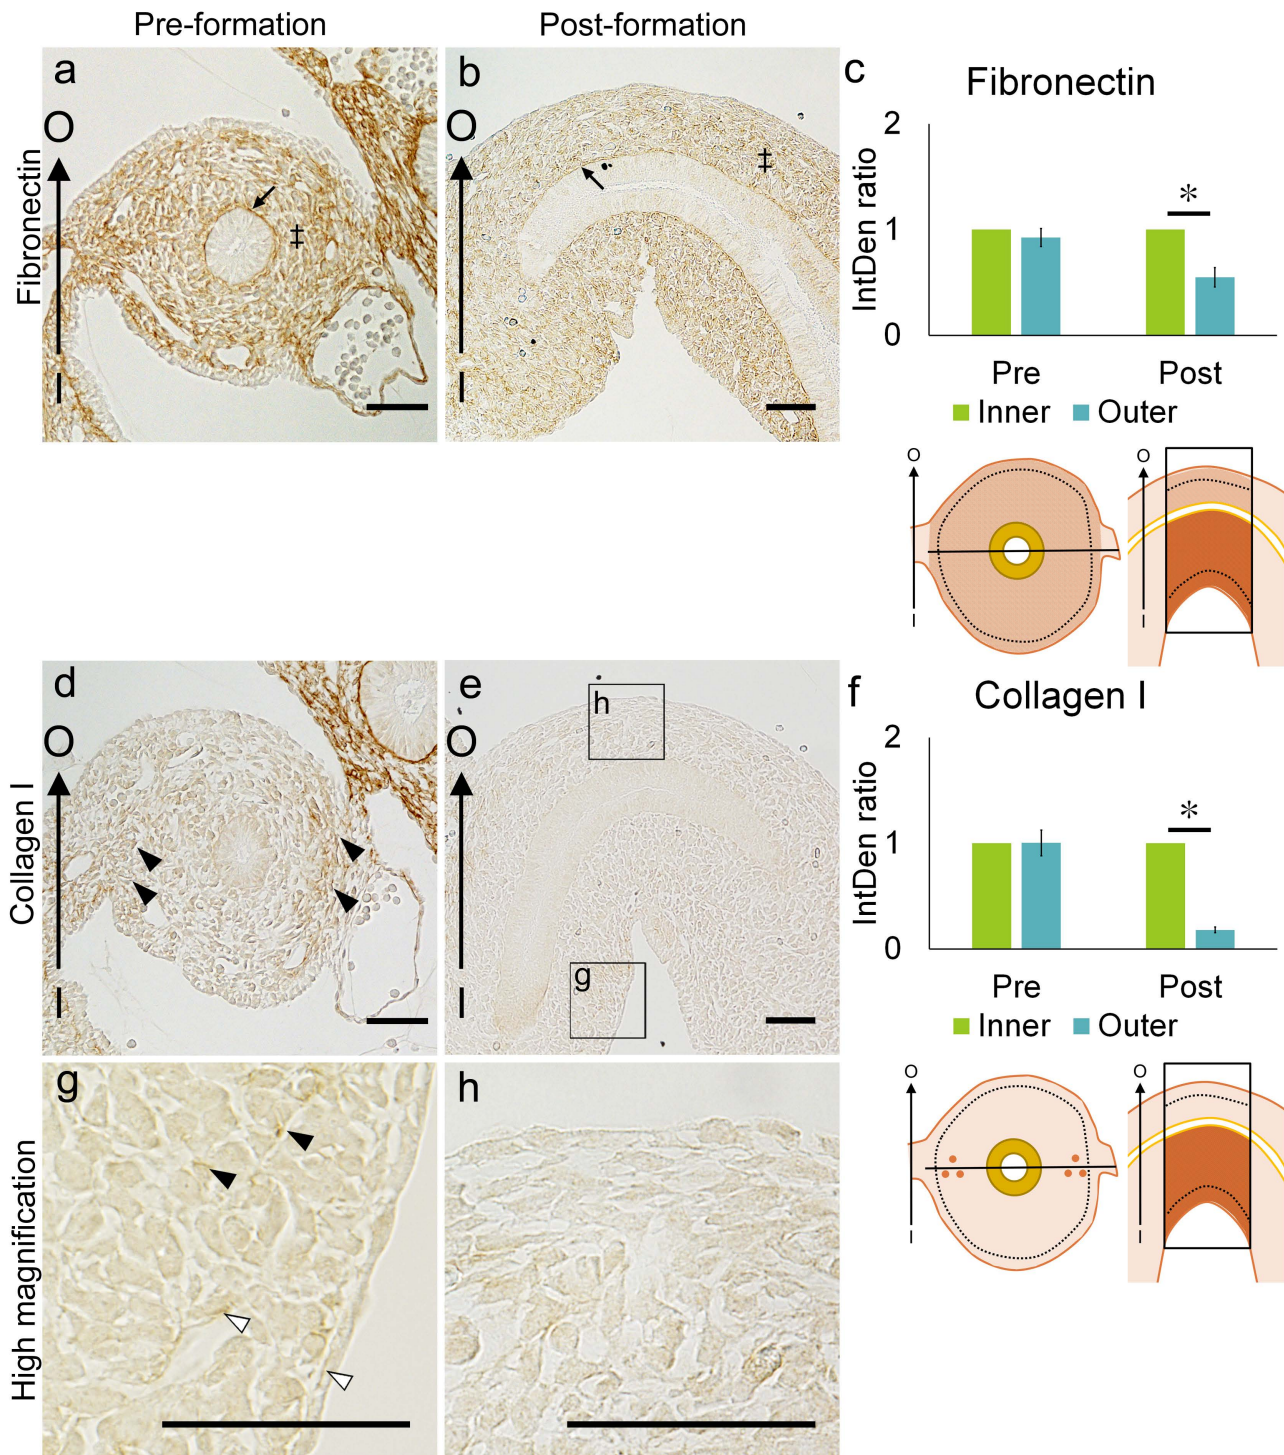 Pre-formation
Post-formation
a
b
c
Fibronectin
O
I
‡
O
I
‡
Fibronectin
2
1
0
IntDen ratio
*
Pre
Post
Inner
Outer
O
I
O
I
d
e
f
Collagen I
O
I
O
I
h
g
Collagen I
2
1
0
IntDen ratio
*
Pre
Post
Inner
Outer
O
I
O
I
High magnification
g
h